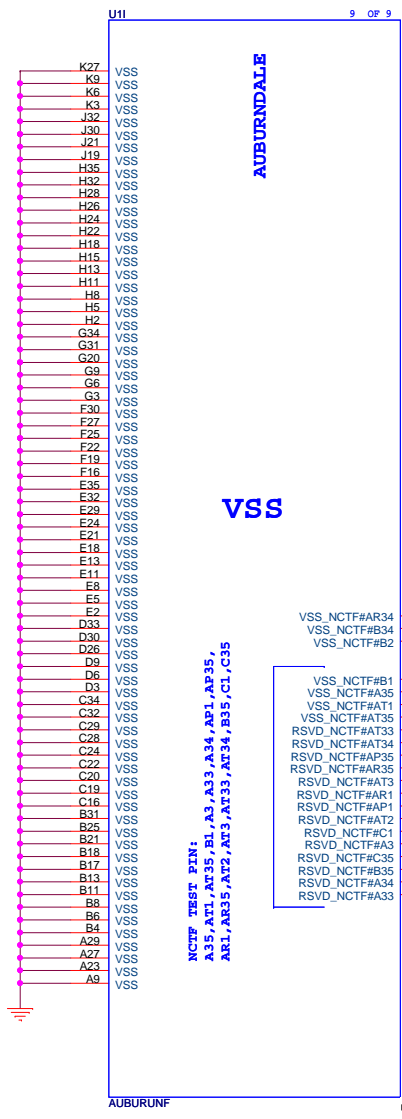 U1I
9 OF 9
AUBURNDALE
K27 VSS
K9 VSS
K6 VSS
K3 VSS
J32 VSS
J30 VSS
J21 VSS
J19 VSS
H35 VSS
H32 VSS
H28 VSS
H26 VSS
H24 VSS
H22 VSS
H18 VSS
H15 VSS
H13 VSS
H11 VSS
H8 VSS
H5 VSS
H2 VSS
G34 VSS
G31 VSS
G20 VSS
G9 VSS
G6 VSS
G3 VSS
F30 VSS
F27 VSS
F25 VSS
F22 VSS
F19 VSS
F16 VSS
E35 VSS
E32 VSS
E29 VSS
E24 VSS
E21 VSS
E18 VSS
E13 VSS
E11 VSS
E8 VSS
E5 VSS
E2 VSS
D33 VSS
D30 VSS
D26 VSS
D9 VSS
D6 VSS
D3 VSS
C34 VSS
C32 VSS
C29 VSS
C28 VSS
C24 VSS
C22 VSS
C20 VSS
C19 VSS
C16 VSS
B31 VSS
B25 VSS
B21 VSS
B18 VSS
B17 VSS
B13 VSS
B11 VSS
B8 VSS
B6 VSS
B4 VSS
A29 VSS
A27 VSS
A23 VSS
A9 VSS
VSS
NCTF TEST PIN:
A35,AT1,AT35,B1,A3,A33,A34,AP1,AP35,
AR1,AR35,AT2,AT3,AT33,AT34,B35,C1,C35
VSS_NCTF#AR34
VSS_NCTF#B34
VSS_NCTF#B2
VSS_NCTF#B1
VSS_NCTF#A35
VSS_NCTF#AT1
VSS_NCTF#AT35
RSVD_NCTF#AT33
RSVD_NCTF#AT34
RSVD_NCTF#AP35
RSVD_NCTF#AR35
RSVD_NCTF#AT3
RSVD_NCTF#AR1
RSVD_NCTF#AP1
RSVD_NCTF#AT2
RSVD_NCTF#C1
RSVD_NCTF#A3
RSVD_NCTF#C35
RSVD_NCTF#B35
RSVD_NCTF#A34
RSVD_NCTF#A33
AUBURUNF